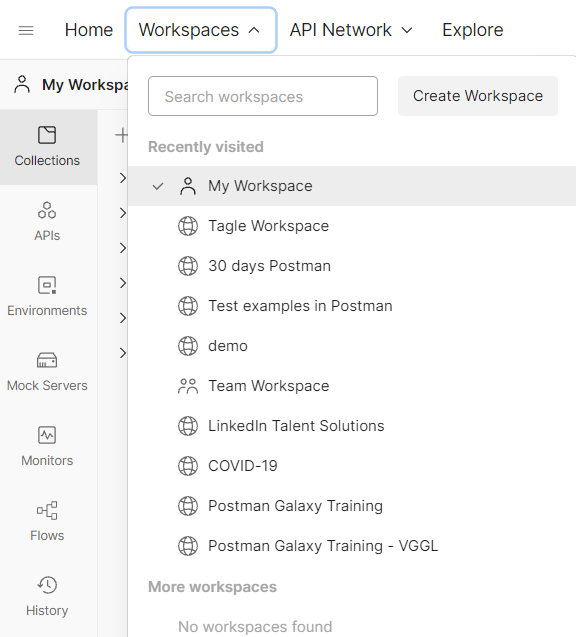 Home Workspaces API Network Explore
My Workspa
Search workspaces
Create Workspace
Recently visited
My Workspace
Tagle Workspace
30 days Postman
Test examples in Postman
demo
Team Workspace
LinkedIn Talent Solutions
COVID-19
Postman Galaxy Training
Postman Galaxy Training - VGGL
More workspaces
No workspaces found
Collections
APIs
Environments
Mock Servers
Monitors
Flows
History